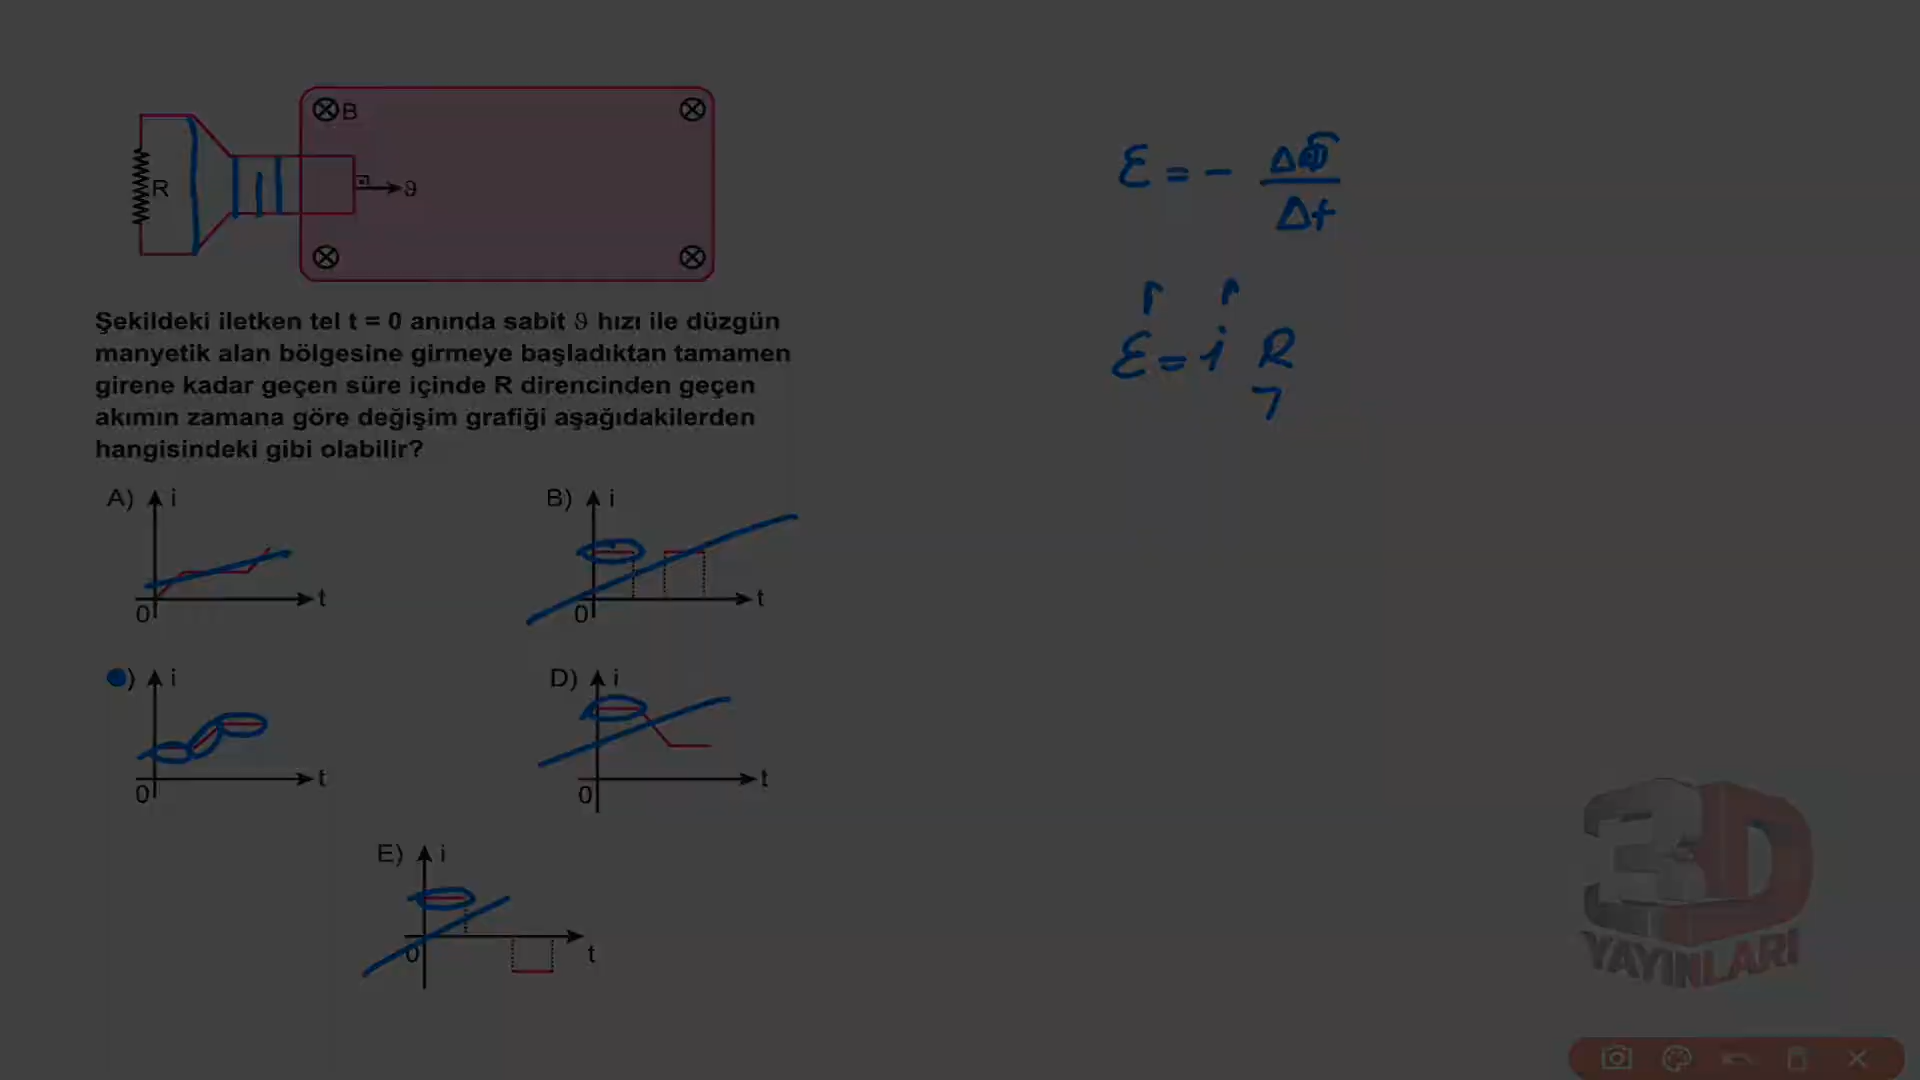 B
R
ϑ
Şekildeki iletken tel t = 0 anında sabit ϑ hızı ile düzgün
manyetik alan bölgesine girmeye başladıktan tamamen
girene kadar geçen süre içinde R direncinden geçen
akımın zamana göre değişim grafiği aşağıdakilerden
hangisindeki gibi olabilir?
A) i
t
0
B) i
t
0
) i
t
0
D) i
t
0
E) i
t
0
Ɛ = - ΔΦ
Δt
Ɛ = i R
3D
YAYINLARI